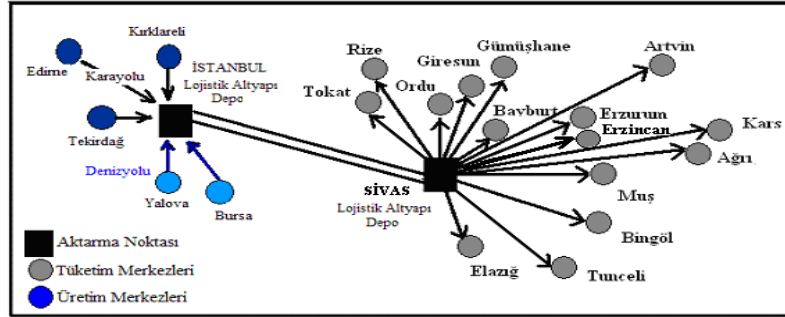 Kırklareli
Edirne
Karayolu
İSTANBUL
Lojistik Altyapı
Depo
Tekirdağ
Denizyolu
Yalova
Bursa
Rize
Giresun
Gümüşhane
Artvin
Tokat
Ordu
Bayburt
Erzurun
Erzincan
Kars
Ağrı
SİVAS
Lojistik Altyapı
Depo
Muş
Bingöl
Elazığ
Tunceli
Aktarma Noktası
Tüketim Merkezleri
Üretim Merkezleri